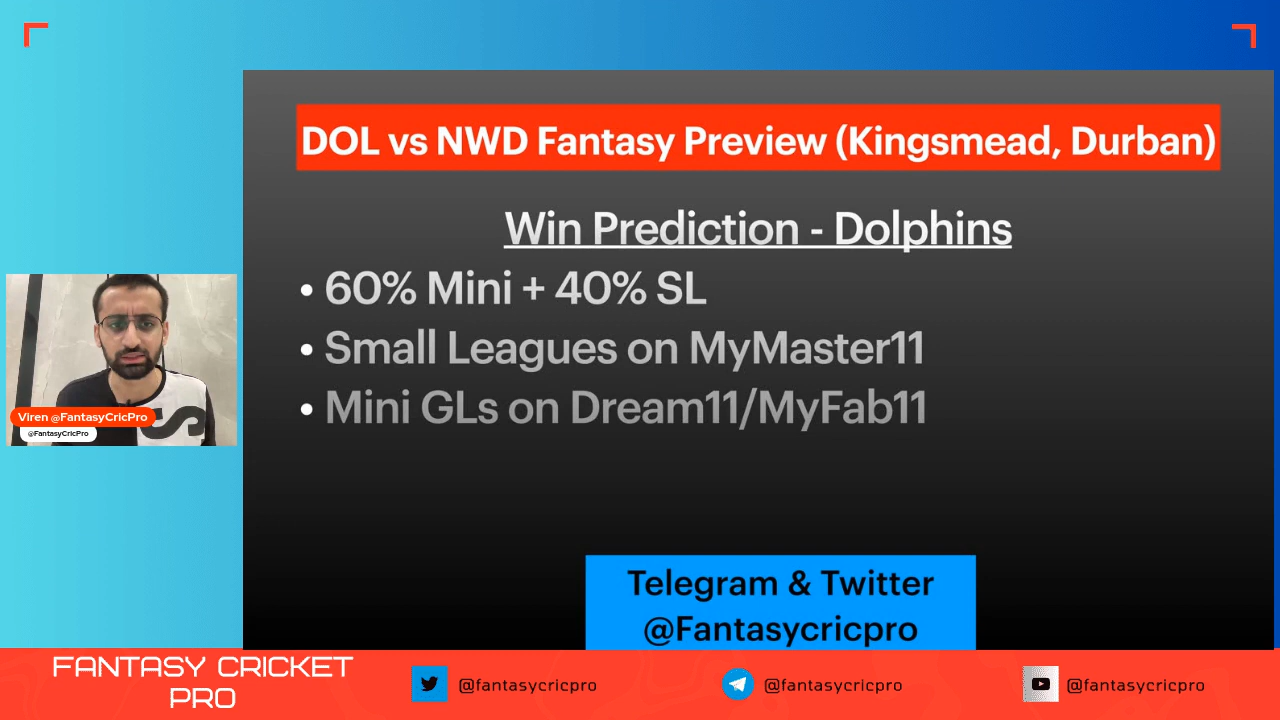 DOL vs NWD Fantasy Preview (Kingsmead, Durban)
Win Prediction - Dolphins
• 60% Mini + 40% SL
• Small Leagues on MyMaster11
• Mini GLs on Dream11/MyFab11
Viren @FantasyCricPro
@FantasyCricPro
Telegram & Twitter
@Fantasycricpro
FANTASY CRICKET
PRO
@fantasycricpro
@fantasycricpro
@fantasycricpro